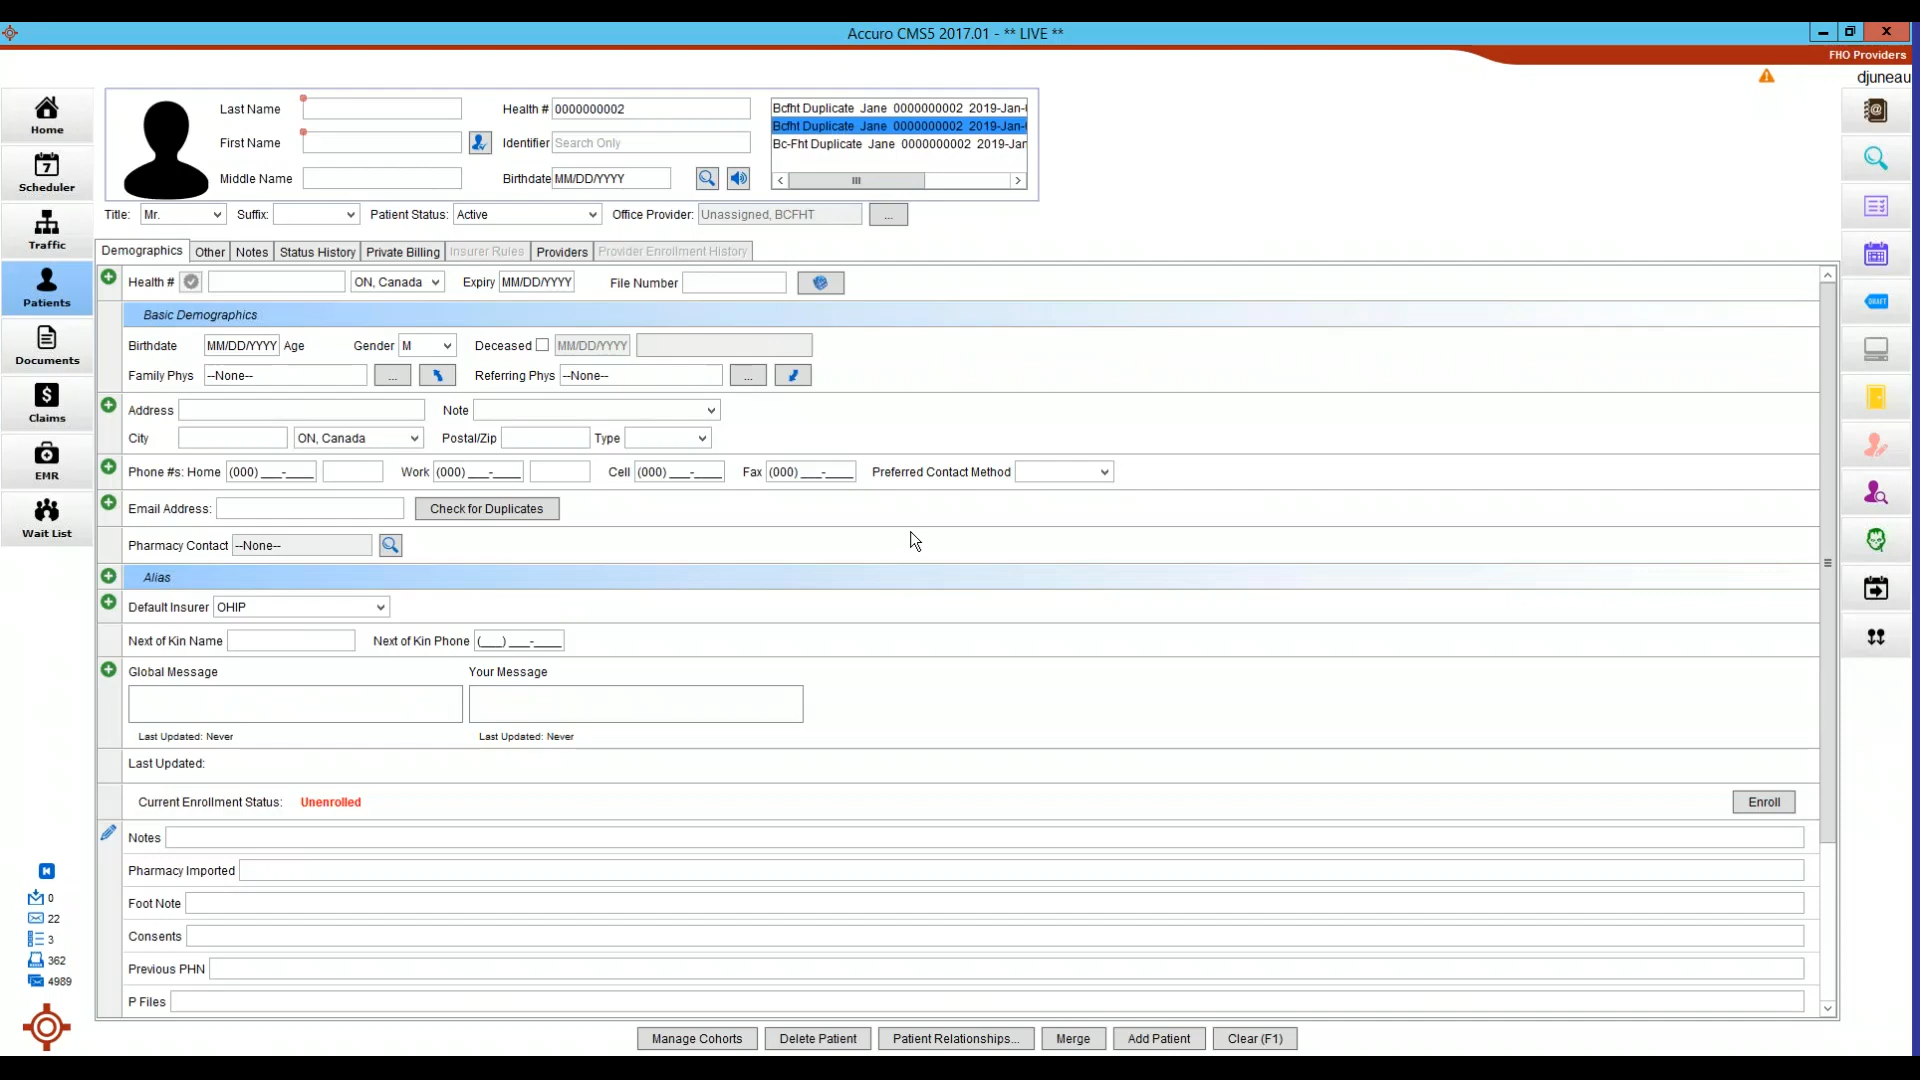 Accuro CMS5 2017.01 - ** LIVE **
FHO Providers
djuneau
Home
7
Scheduler
Traffic
Patients
Documents
$
Claims
EMR
Wait List
0
22
3
362
4989
Last Name
Health # 0000000002
First Name
Identifier Search Only
Middle Name
Birthdate MM/DD/YYYY
Bcfht Duplicate Jane 0000000002 2019-Jan-
Bcfht Duplicate Jane 0000000002 2019-Jan-
Bc-Fht Duplicate Jane 0000000002 2019-Jar
Title: Mr. Suffix: Patient Status: Active Office Provider: Unassigned, BCFHT ...
Demographics Other Notes Status History Private Billing Insurer Rules Providers Provider Enrollment History
Health # ON, Canada Expiry MM/DD/YYYY File Number
Basic Demographics
Birthdate MM/DD/YYYY Age Gender M Deceased MM/DD/YYYY
Family Phys --None-- ... Referring Phys --None-- ...
Address Note
City ON, Canada Postal/Zip Type
Phone #s: Home (000) ___-____ Work (000) ___-____ Cell (000) ___-____ Fax (000) ___-____ Preferred Contact Method
Email Address: Check for Duplicates
Pharmacy Contact --None--
Alias
Default Insurer OHIP
Next of Kin Name Next of Kin Phone (___) ___-____
Global Message Your Message
Last Updated: Never Last Updated: Never
Last Updated:
Current Enrollment Status: Unenrolled Enroll
Notes
Pharmacy Imported
Foot Note
Consents
Previous PHN
P Files
Manage Cohorts Delete Patient Patient Relationships... Merge Add Patient Clear (F1)
@
DRAFT